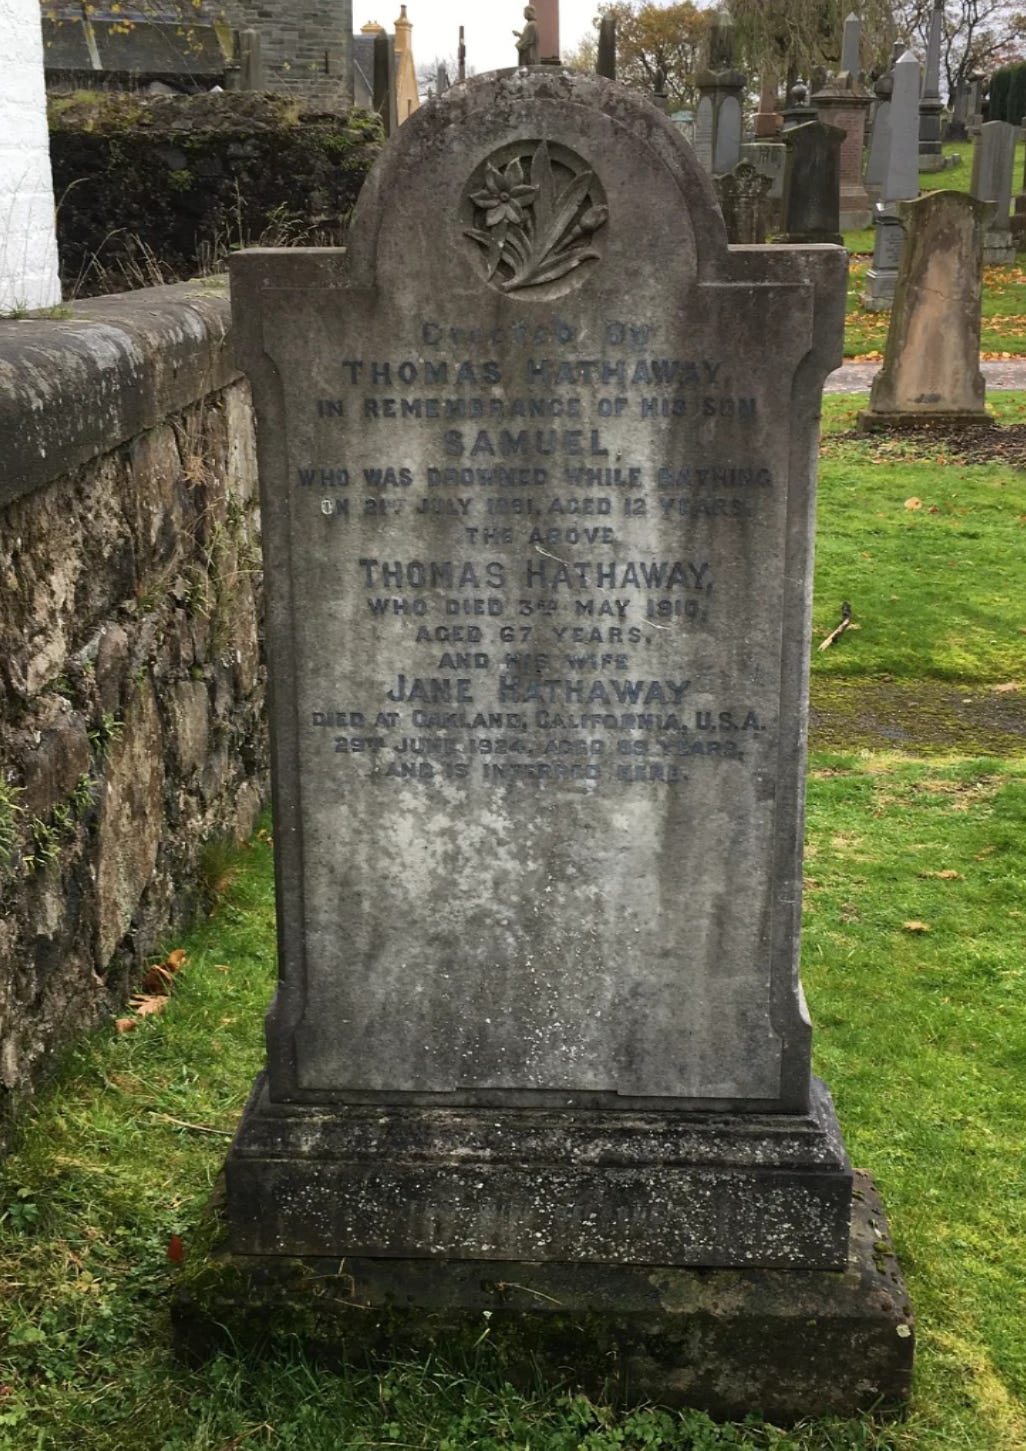 Erected By
THOMAS HATHAWAY,
IN REMEMBRANCE OF HIS SON
SAMUEL,
WHO WAS DROWNED WHILE BATHING
ON 21ST JULY 1881, AGED 12 YEARS.
THE ABOVE
THOMAS HATHAWAY,
WHO DIED 3RD MAY 1910,
AGED 67 YEARS,
AND HIS WIFE
JANE HATHAWAY
DIED AT OAKLAND, CALIFORNIA, U.S.A.
29TH JUNE 1924, AGED YEARS,
AND IS INTERRED HERE.